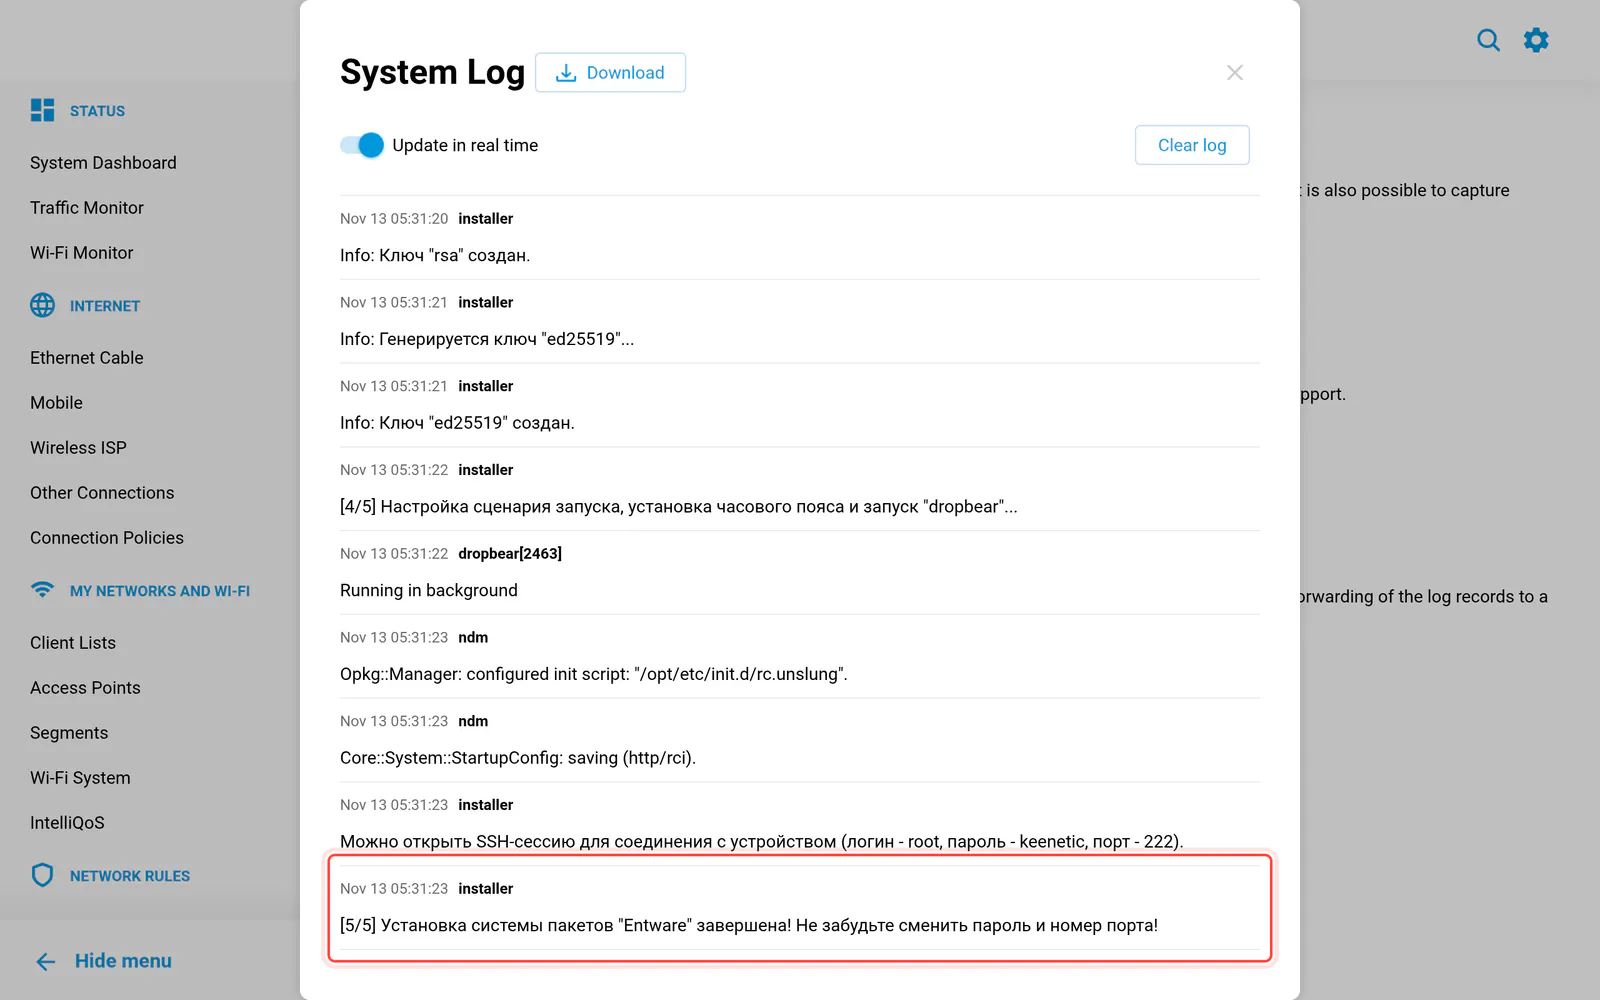 System Log
Download
Update in real time
Clear log
STATUS
System Dashboard
Traffic Monitor
Wi-Fi Monitor
INTERNET
Ethernet Cable
Mobile
Wireless ISP
Other Connections
Connection Policies
MY NETWORKS AND WI-FI
Client Lists
Access Points
Segments
Wi-Fi System
IntelliQoS
NETWORK RULES
Hide menu
Nov 13 05:31:20 installer
Info: Ключ "rsa" создан.
Nov 13 05:31:21 installer
Info: Генерируется ключ "ed25519"...
Nov 13 05:31:21 installer
Info: Ключ "ed25519" создан.
Nov 13 05:31:22 installer
[4/5] Настройка сценария запуска, установка часового пояса и запуск "dropbear"...
Nov 13 05:31:22 dropbear[2463]
Running in background
Nov 13 05:31:23 ndm
Opkg::Manager: configured init script: "/opt/etc/init.d/rc.unslung".
Nov 13 05:31:23 ndm
Core::System::StartupConfig: saving (http/rci).
Nov 13 05:31:23 installer
Можно открыть SSH-сессию для соединения с устройством (логин - root, пароль - keenetic, порт - 222).
Nov 13 05:31:23 installer
[5/5] Установка системы пакетов "Entware" завершена! Не забудьте сменить пароль и номер порта!
is also possible to capture
pport.
orwarding of the log records to a